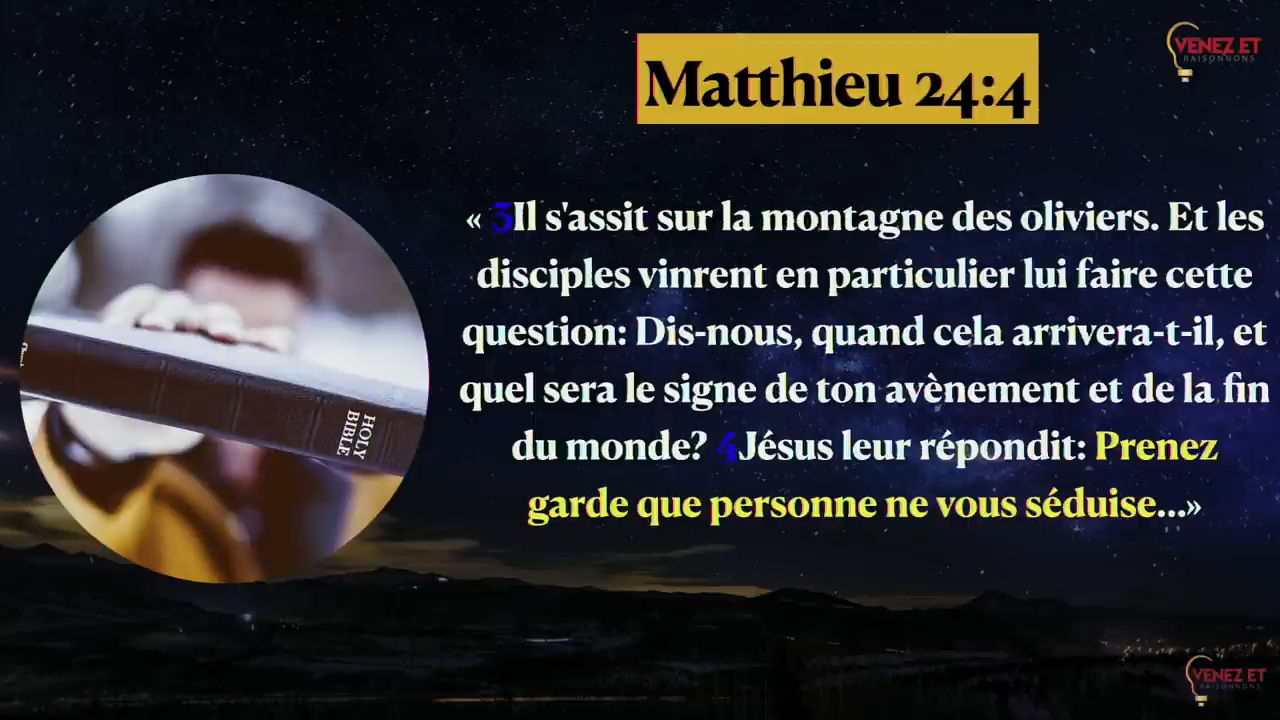 VENEZ ET
RAISONNONS
Matthieu 24:4
« 3Il s'assit sur la montagne des oliviers. Et les
disciples vinrent en particulier lui faire cette
question: Dis-nous, quand cela arrivera-t-il, et
quel sera le signe de ton avènement et de la fin
du monde? 4Jésus leur répondit: Prenez
garde que personne ne vous séduise...»
HOLY
BIBLE
VENEZ ET
RAISONNONS